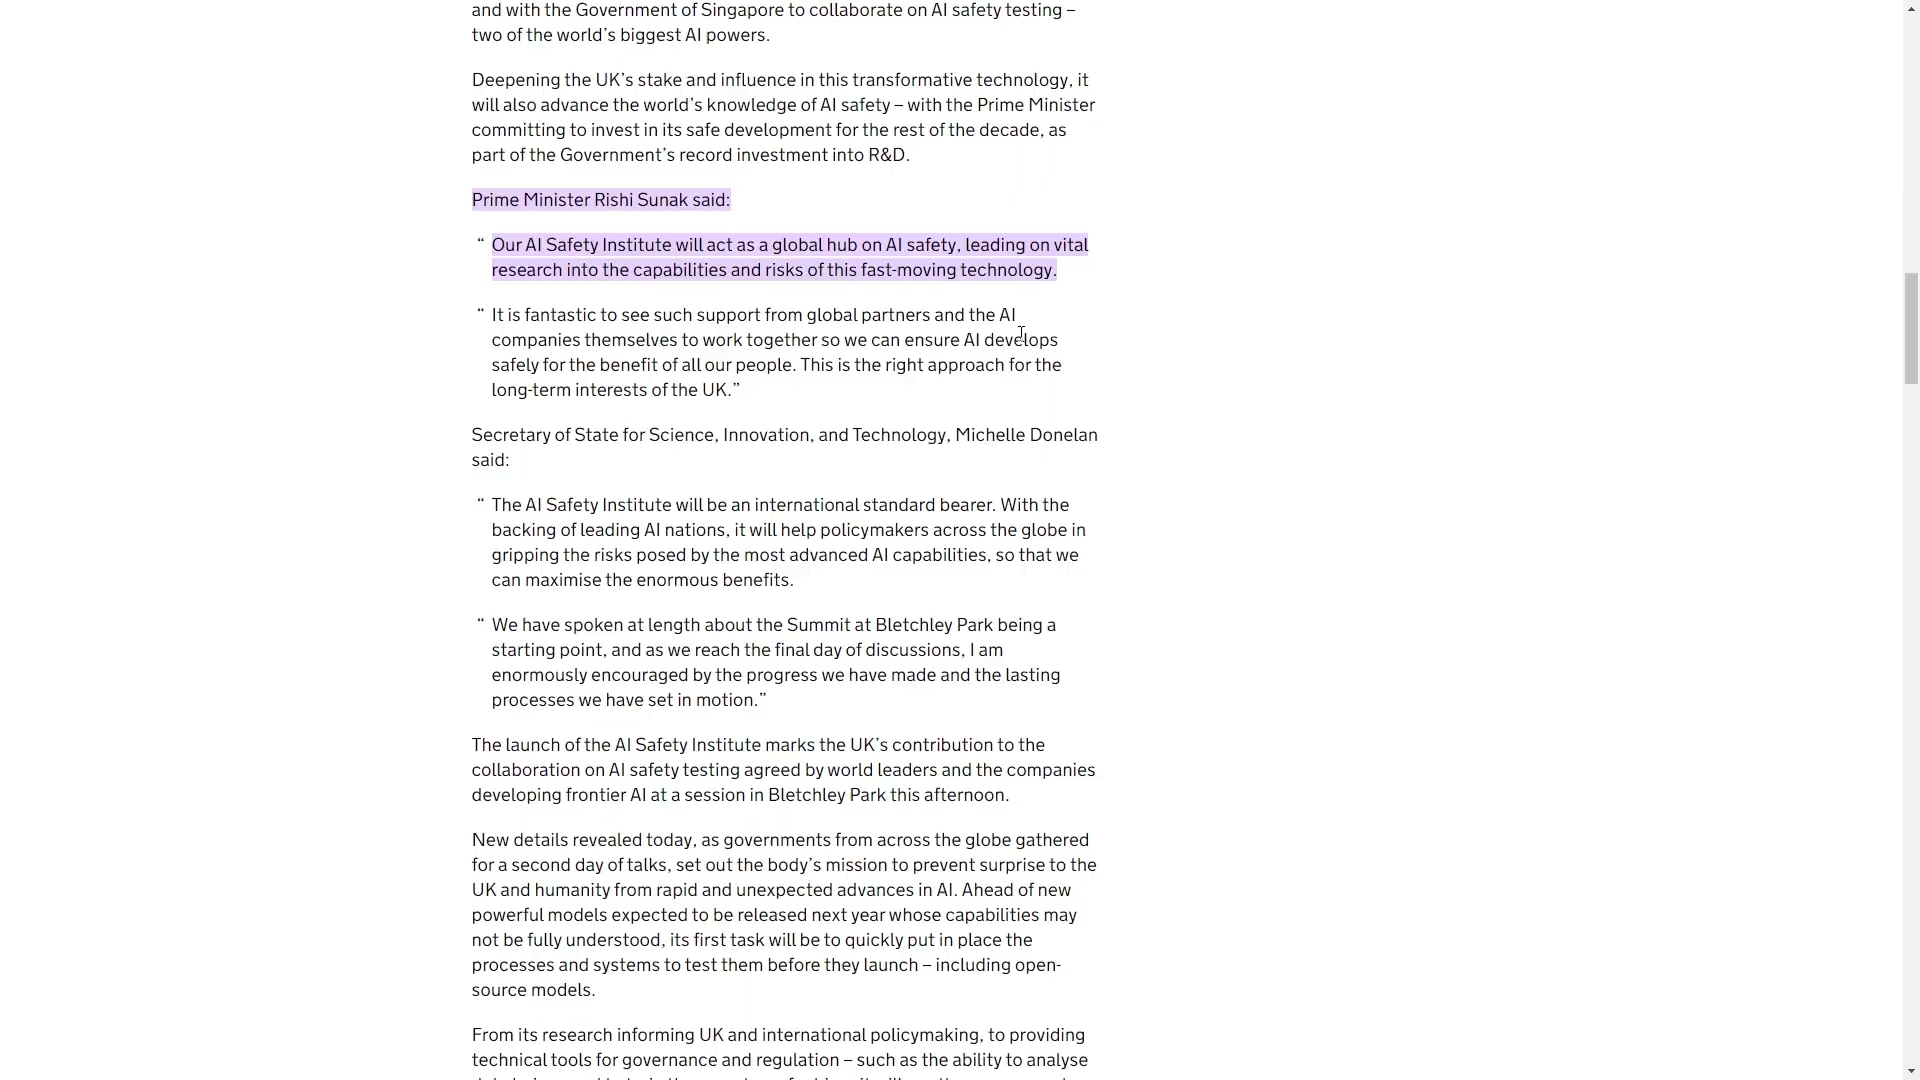 and with the Government of Singapore to collaborate on AI safety testing –
two of the world’s biggest AI powers.
Deepening the UK’s stake and influence in this transformative technology, it
will also advance the world’s knowledge of AI safety – with the Prime Minister
committing to invest in its safe development for the rest of the decade, as
part of the Government’s record investment into R&D.
Prime Minister Rishi Sunak said:
“ Our AI Safety Institute will act as a global hub on AI safety, leading on vital
research into the capabilities and risks of this fast-moving technology.
“ It is fantastic to see such support from global partners and the AI
companies themselves to work together so we can ensure AI develops
safely for the benefit of all our people. This is the right approach for the
long-term interests of the UK.”
Secretary of State for Science, Innovation, and Technology, Michelle Donelan
said:
“ The AI Safety Institute will be an international standard bearer. With the
backing of leading AI nations, it will help policymakers across the globe in
gripping the risks posed by the most advanced AI capabilities, so that we
can maximise the enormous benefits.
“ We have spoken at length about the Summit at Bletchley Park being a
starting point, and as we reach the final day of discussions, I am
enormously encouraged by the progress we have made and the lasting
processes we have set in motion.”
The launch of the AI Safety Institute marks the UK’s contribution to the
collaboration on AI safety testing agreed by world leaders and the companies
developing frontier AI at a session in Bletchley Park this afternoon.
New details revealed today, as governments from across the globe gathered
for a second day of talks, set out the body’s mission to prevent surprise to the
UK and humanity from rapid and unexpected advances in AI. Ahead of new
powerful models expected to be released next year whose capabilities may
not be fully understood, its first task will be to quickly put in place the
processes and systems to test them before they launch – including open-
source models.
From its research informing UK and international policymaking, to providing
technical tools for governance and regulation – such as the ability to analyse